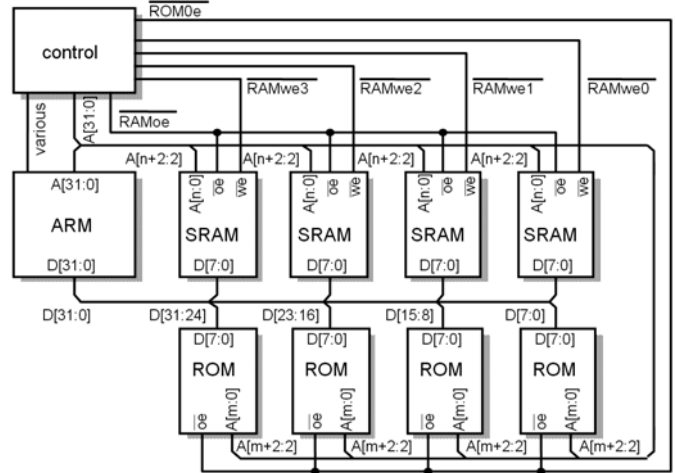 ROM0e
control
RAMwe3
RAMwe2
RAMwe1
RAMwe0
various
A[31:0]
RAMoe
A[n+2:2]
A[n+2:2]
A[n+2:2]
A[n+2:2]
A[31:0]
ARM
D[31:0]
A[n:0]
oe
we
SRAM
D[7:0]
A[n:0]
oe
we
SRAM
D[7:0]
A[n:0]
oe
we
SRAM
D[7:0]
A[n:0]
oe
we
SRAM
D[7:0]
D[31:0]
D[31:24]
D[23:16]
D[15:8]
D[7:0]
D[7:0]
ROM
oe
A[m:0]
D[7:0]
ROM
oe
A[m:0]
D[7:0]
ROM
oe
A[m:0]
D[7:0]
ROM
oe
A[m:0]
A[m+2:2]
A[m+2:2]
A[m+2:2]
A[m+2:2]